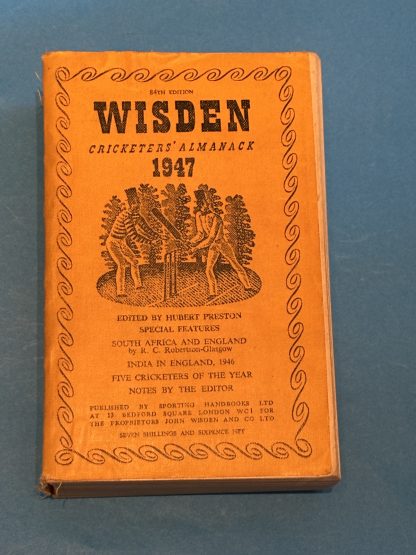 84TH EDITION
WISDEN
CRICKETERS' ALMANACK
1947
EDITED BY HUBERT PRESTON
SPECIAL FEATURES
SOUTH AFRICA AND ENGLAND
by R. C. Robertson-Glasgow
INDIA IN ENGLAND, 1946
FIVE CRICKETERS OF THE YEAR
NOTES BY THE EDITOR
PUBLISHED BY SPORTING HANDBOOKS LTD
AT 13 BEDFORD SQUARE LONDON WC1 FOR
THE PROPRIETORS JOHN WISDEN AND CO LTD
SEVEN SHILLINGS AND SIXPENCE NET